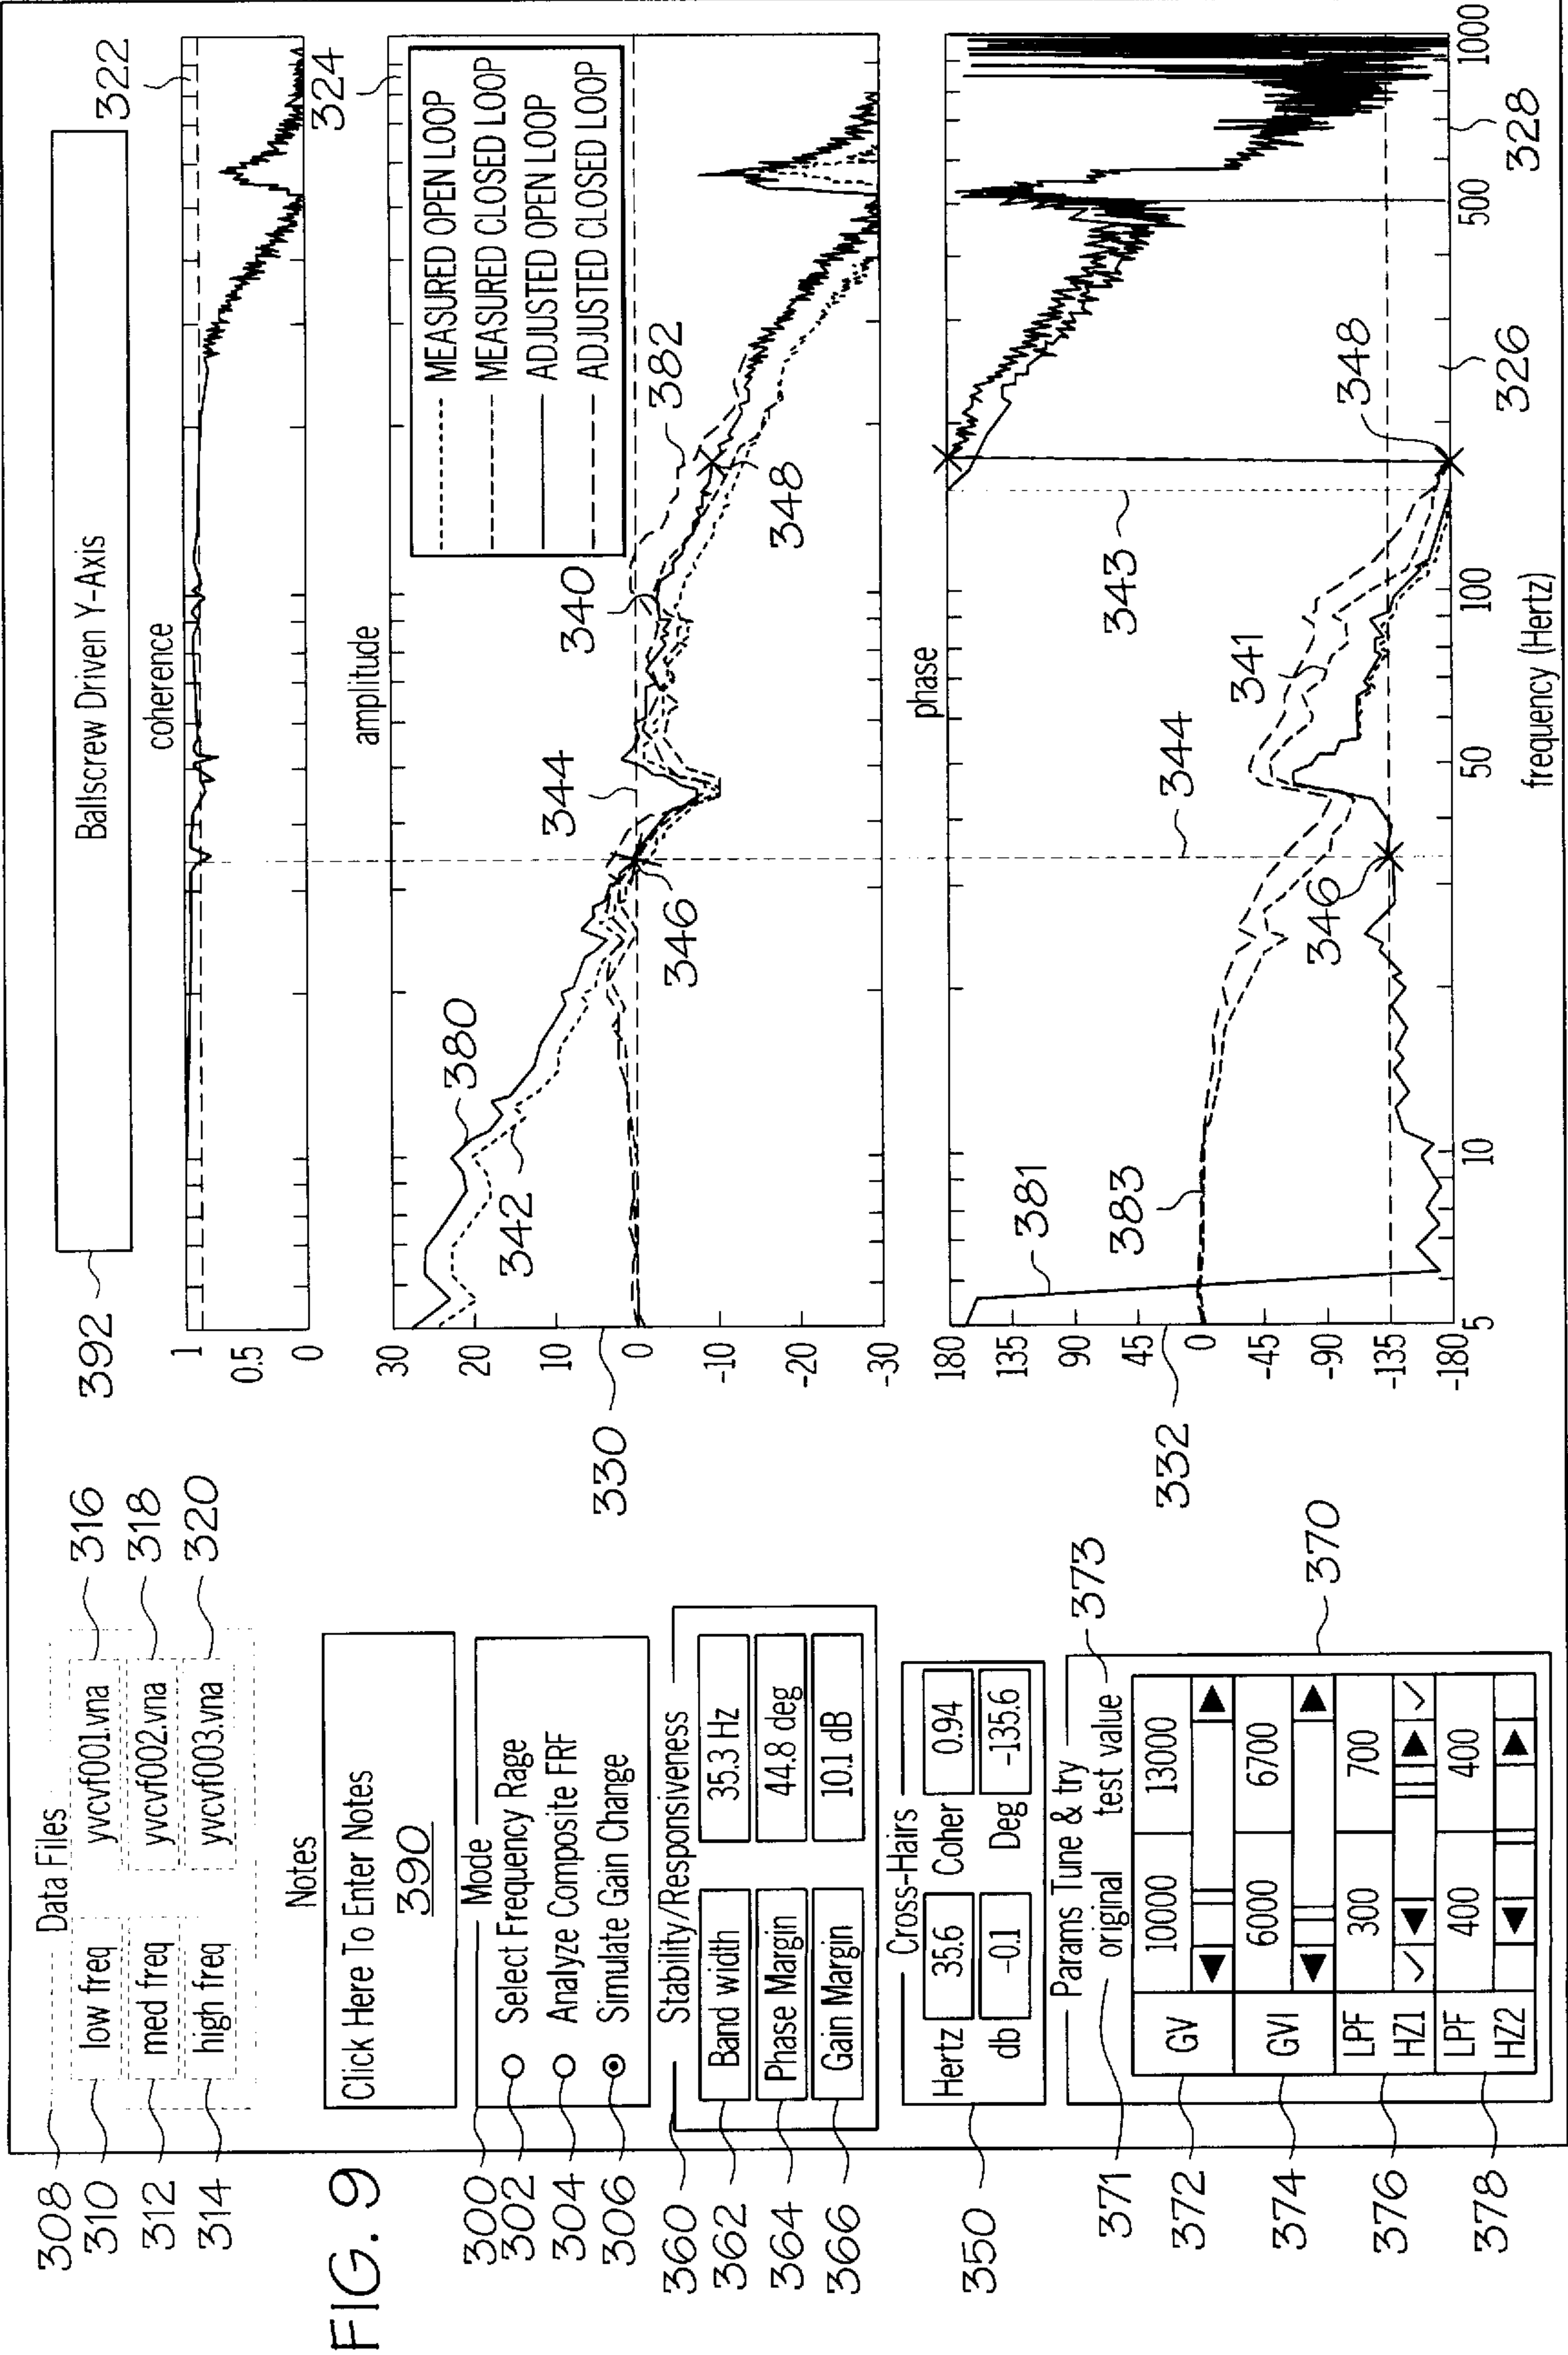 FIG. 9
308
310
312
314
Data Files
low freq
yvcvf001.vna
316
med freq
yvcvf002.vna
318
high freq
yvcvf003.vna
320
Notes
Click Here To Enter Notes
390
300
302
304
306
Mode
Select Frequency Rage
Analyze Composite FRF
Simulate Gain Change
360
362
364
366
Stability/Responsiveness
Band width
35.3 Hz
Phase Margin
44.8 deg
Gain Margin
10.1 dB
350
Cross-Hairs
Hertz
35.6
Coher
0.94
db
-0.1
Deg
-135.6
371
372
374
376
378
Params Tune & try
original
test value
373
GV
10000
13000
GVI
6000
6700
LPF
HZ1
300
700
LPF
HZ2
400
400
370
392
Ballscrew Driven Y-Axis
coherence
322
1
0.5
0
amplitude
324
30
20
10
0
-10
-20
-30
330
MEASURED OPEN LOOP
MEASURED CLOSED LOOP
ADJUSTED OPEN LOOP
ADJUSTED CLOSED LOOP
380
342
344
346
340
348
382
phase
180
135
90
45
0
-45
-90
-135
-180
332
381
383
344
346
341
343
348
326
328
5
10
50
100
500
1000
frequency (Hertz)